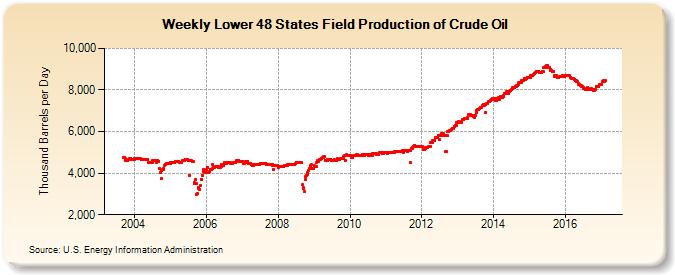 Weekly Lower 48 States Field Production of Crude Oil
Thousand Barrels per Day
10,000
8,000
6,000
4,000
2,000
2004 2006 2008 2010 2012 2014 2016
Source: U.S. Energy Information Administration